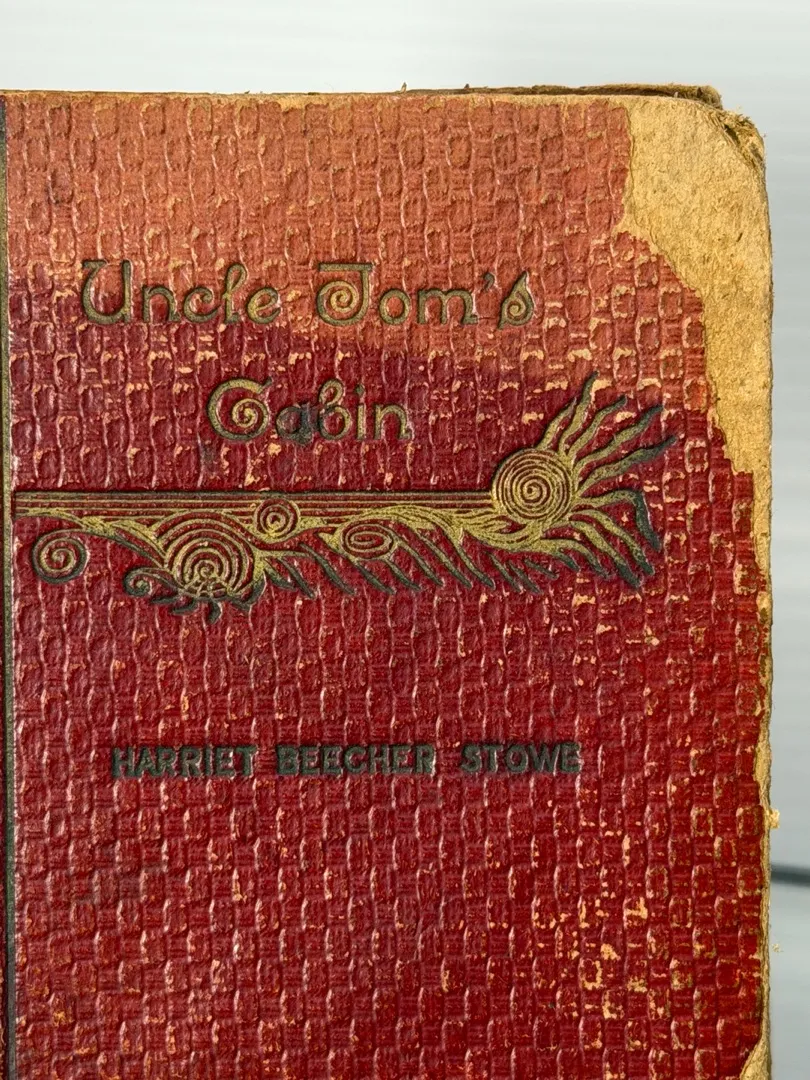 Uncle Tom's
Cabin
HARRIET BEECHER STOWE